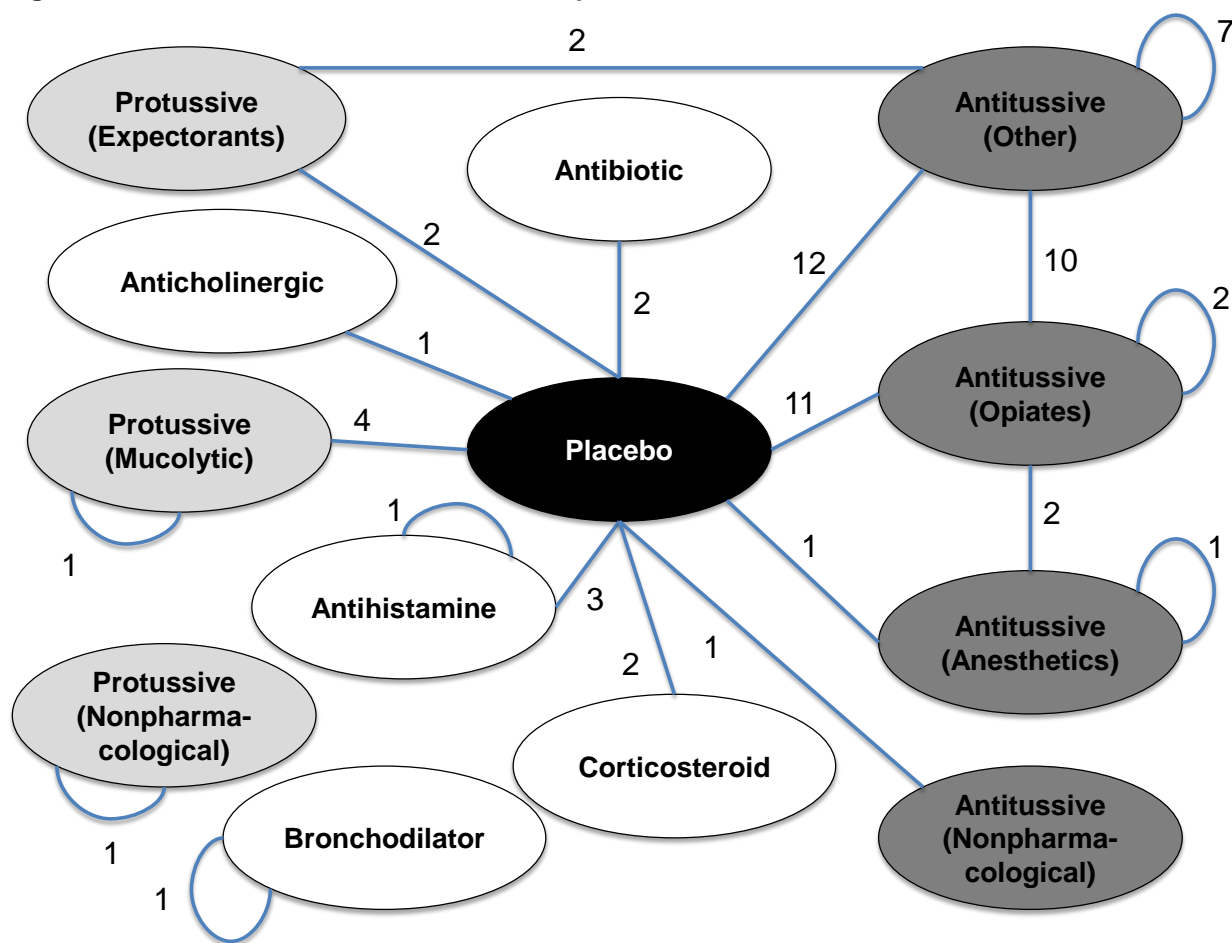 2
7
Protussive
(Expectorants)
Antitussive
(Other)
Antibiotic
2
12
10
Anticholinergic
2
2
1
Antitussive
(Opiates)
11
Protussive
(Mucolytic)
4
Placebo
1
1
2
1
1
3
Antihistamine
Antitussive
(Anesthetics)
2
1
Protussive
(Nonpharma-
cological)
Corticosteroid
Antitussive
(Nonpharma-
cological)
1
Bronchodilator
1